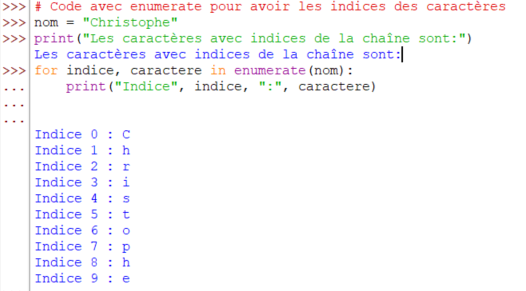 >>> # Code avec enumerate pour avoir les indices des caractères
>>> nom = "Christophe"
>>> print("Les caractères avec indices de la chaîne sont:")
Les caractères avec indices de la chaîne sont:
>>> for indice, caractere in enumerate(nom):
...     print("Indice", indice, ":", caractere)
...
...
Indice 0 : C
Indice 1 : h
Indice 2 : r
Indice 3 : i
Indice 4 : s
Indice 5 : t
Indice 6 : o
Indice 7 : p
Indice 8 : h
Indice 9 : e